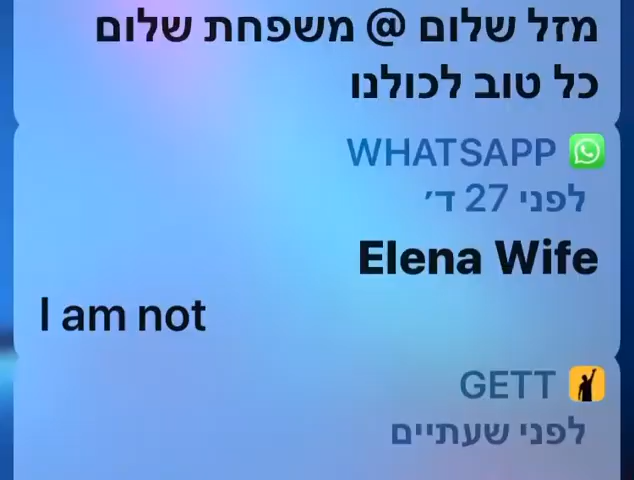 מזל שלום @ משפחת שלום
כל טוב לכולנו
WHATSAPP
לפני 27 ד׳
Elena Wife
I am not
GETT
לפני שעתיים